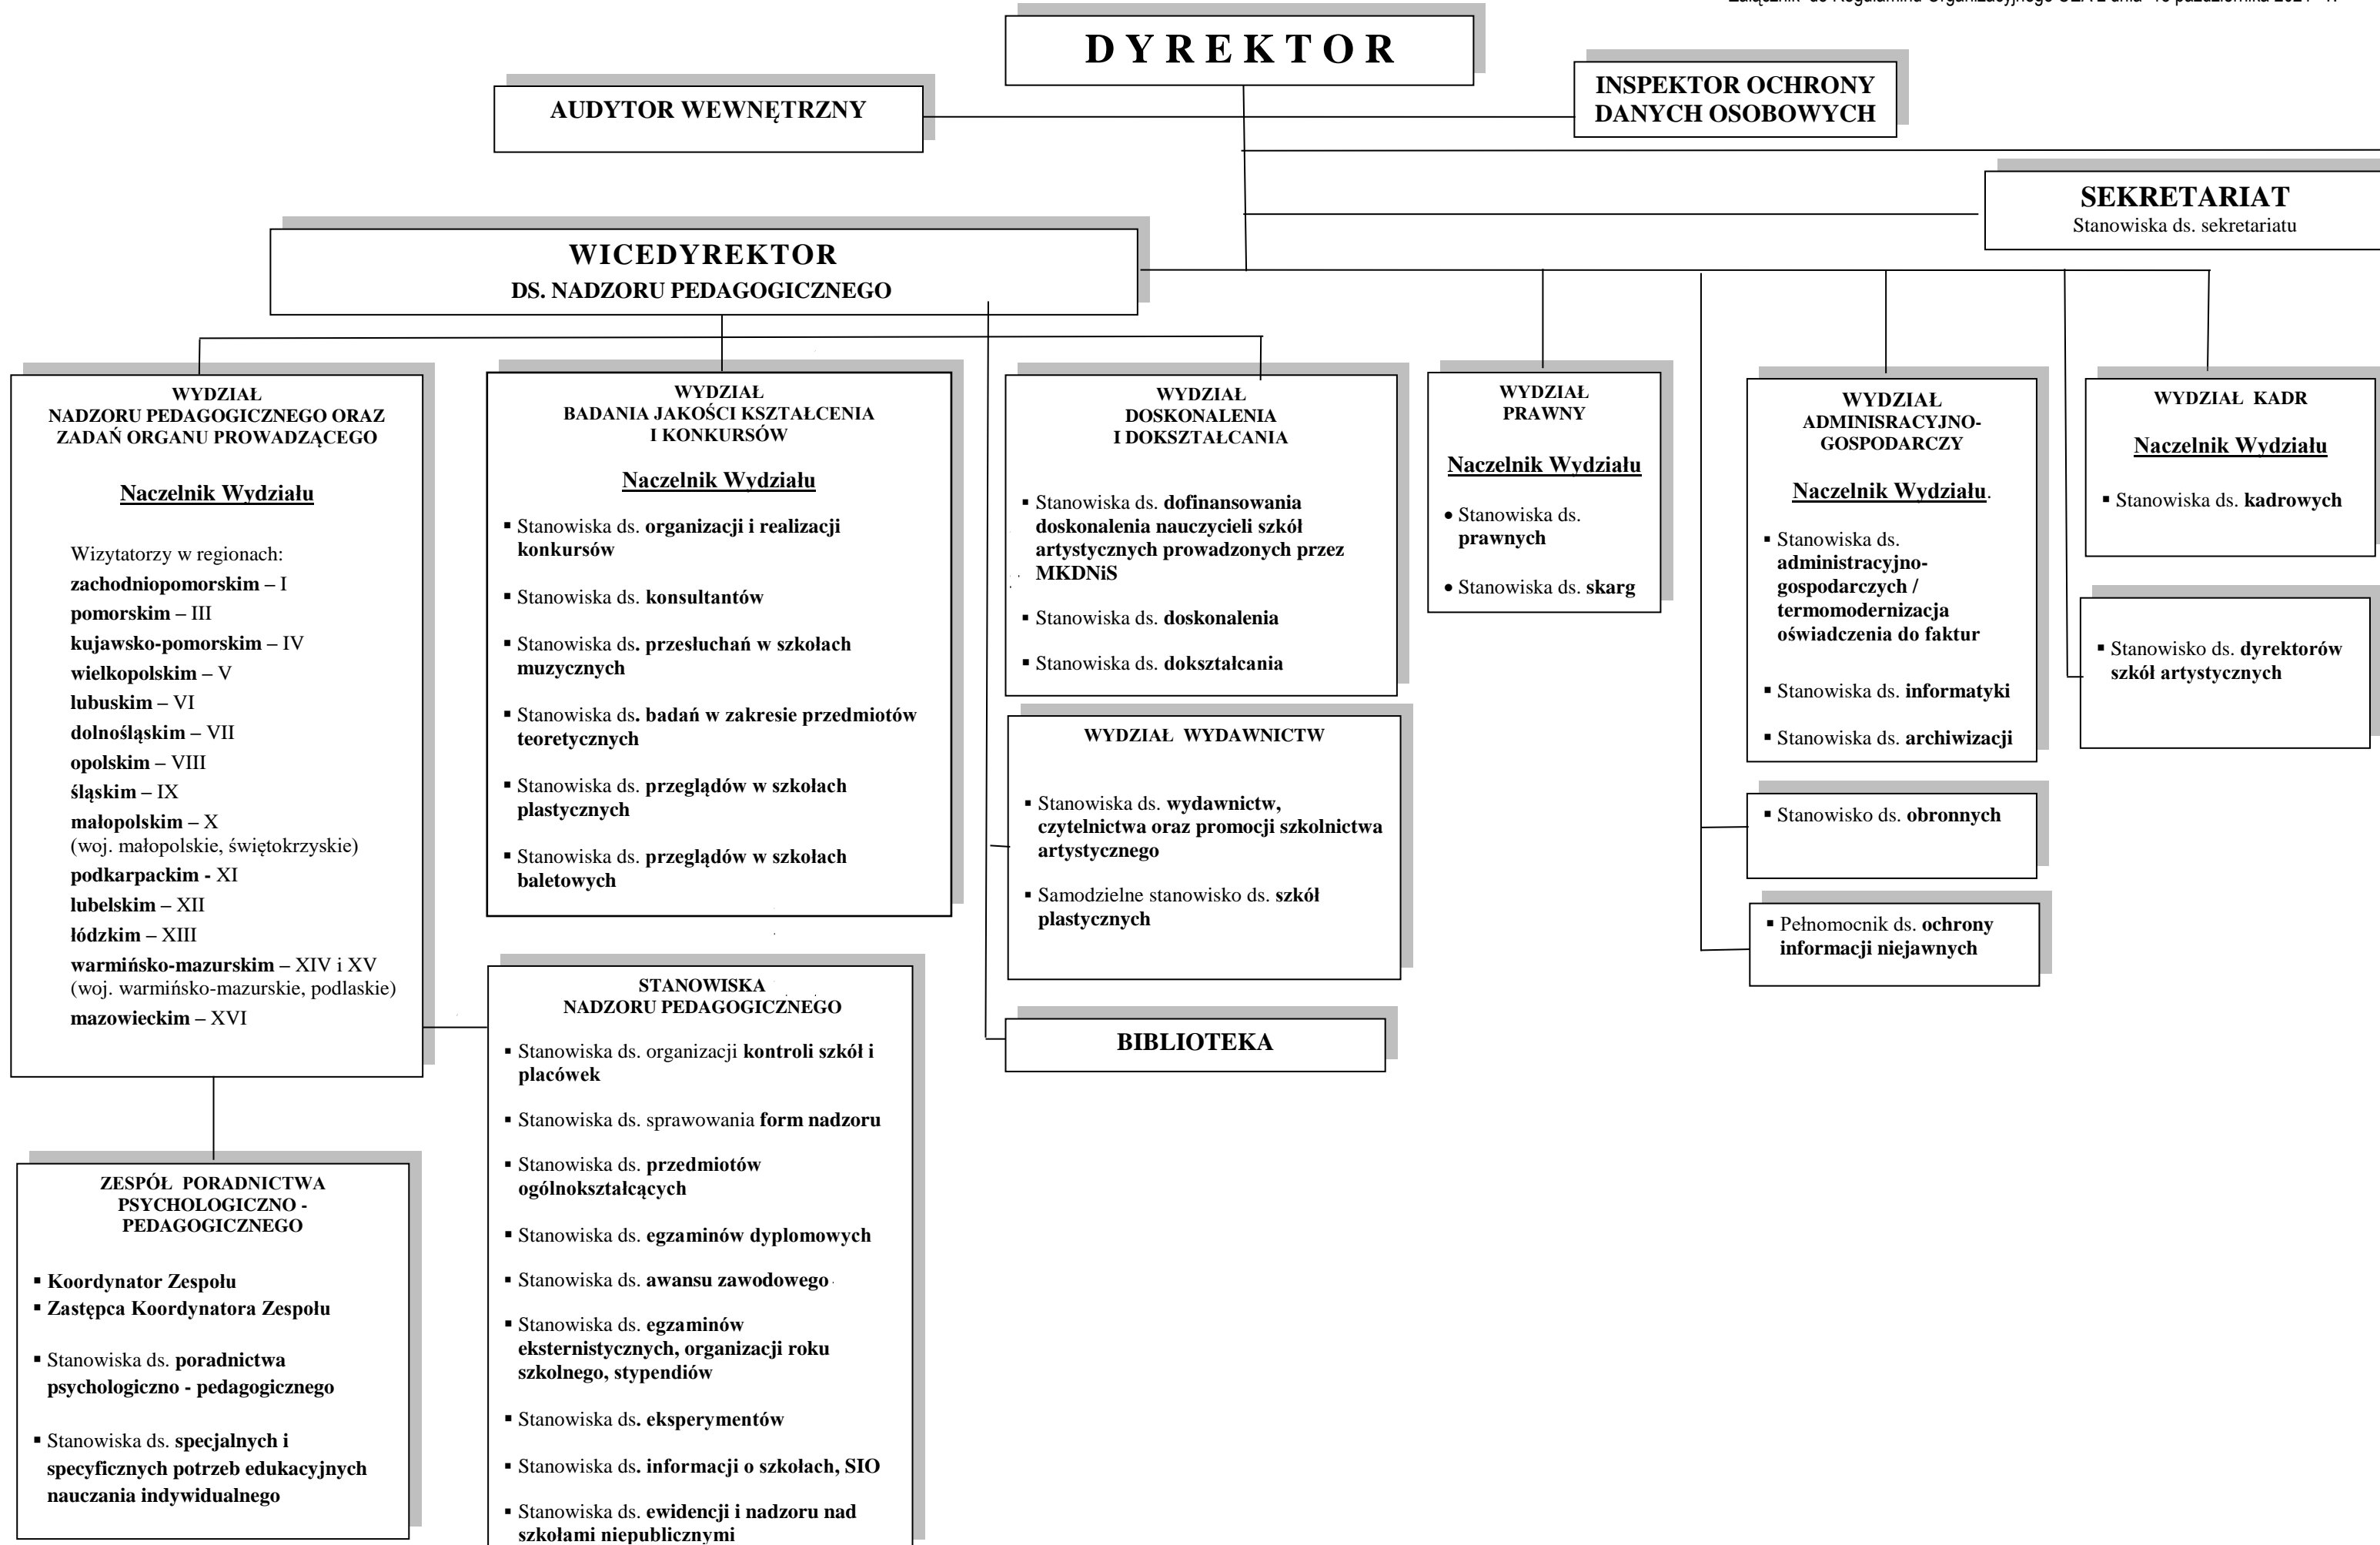 DYREKTOR
AUDYTOR WEWNĘTRZNY
INSPEKTOR OCHRONY
DANYCH OSOBOWYCH
SEKRETARIAT
Stanowiska ds. sekretariatu
WICEDYREKTOR
DS. NADZORU PEDAGOGICZNEGO
WYDZIAŁ
NADZORU PEDAGOGICZNEGO ORAZ
ZADAŃ ORGANU PROWADZĄCEGO
Naczelnik Wydziału
Wizytatorzy w regionach:
zachodniopomorskim – I
pomorskim – III
kujawsko-pomorskim – IV
wielkopolskim – V
lubuskim – VI
dolnośląskim – VII
opolskim – VIII
śląskim – IX
małopolskim – X
(woj. małopolskie, świętokrzyskie)
podkarpackim - XI
lubelskim – XII
łódzkim – XIII
warmińsko-mazurskim – XIV i XV
(woj. warmińsko-mazurskie, podlaskie)
mazowieckim – XVI
WYDZIAŁ
BADANIA JAKOŚCI KSZTAŁCENIA
I KONKURSÓW
Naczelnik Wydziału
▪ Stanowiska ds. organizacji i realizacji
konkursów
▪ Stanowiska ds. konsultantów
▪ Stanowiska ds. przesłuchań w szkołach
muzycznych
▪ Stanowiska ds. badań w zakresie przedmiotów
teoretycznych
▪ Stanowiska ds. przeglądów w szkołach
plastycznych
▪ Stanowiska ds. przeglądów w szkołach
baletowych
WYDZIAŁ
DOSKONALENIA
I DOKSZTAŁCANIA
▪ Stanowiska ds. dofinansowania
doskonalenia nauczycieli szkół
artystycznych prowadzonych przez
MKDNiS
▪ Stanowiska ds. doskonalenia
▪ Stanowiska ds. dokształcania
WYDZIAŁ
PRAWNY
Naczelnik Wydziału
• Stanowiska ds.
prawnych
• Stanowiska ds. skarg
WYDZIAŁ
ADMINISRACYJNO-
GOSPODARCZY
Naczelnik Wydziału.
▪ Stanowiska ds.
administracyjno-
gospodarczych /
termomodernizacja
oświadczenia do faktur
▪ Stanowiska ds. informatyki
▪ Stanowiska ds. archiwizacji
WYDZIAŁ KADR
Naczelnik Wydziału
▪ Stanowiska ds. kadrowych
▪ Stanowisko ds. dyrektorów
szkół artystycznych
WYDZIAŁ WYDAWNICTW
▪ Stanowiska ds. wydawnictw,
czytelnictwa oraz promocji szkolnictwa
artystycznego
▪ Samodzielne stanowisko ds. szkół
plastycznych
▪ Stanowisko ds. obronnych
▪ Pełnomocnik ds. ochrony
informacji niejawnych
BIBLIOTEKA
STANOWISKA
NADZORU PEDAGOGICZNEGO
▪ Stanowiska ds. organizacji kontroli szkół i
placówek
▪ Stanowiska ds. sprawowania form nadzoru
▪ Stanowiska ds. przedmiotów
ogólnokształcących
▪ Stanowiska ds. egzaminów dyplomowych
▪ Stanowiska ds. awansu zawodowego
▪ Stanowiska ds. egzaminów
eksternistycznych, organizacji roku
szkolnego, stypendiów
▪ Stanowiska ds. eksperymentów
▪ Stanowiska ds. informacji o szkołach, SIO
▪ Stanowiska ds. ewidencji i nadzoru nad
szkołami niepublicznymi
ZESPÓŁ PORADNICTWA
PSYCHOLOGICZNO -
PEDAGOGICZNEGO
▪ Koordynator Zespołu
▪ Zastępca Koordynatora Zespołu
▪ Stanowiska ds. poradnictwa
psychologiczno - pedagogicznego
▪ Stanowiska ds. specjalnych i
specyficznych potrzeb edukacyjnych
nauczania indywidualnego